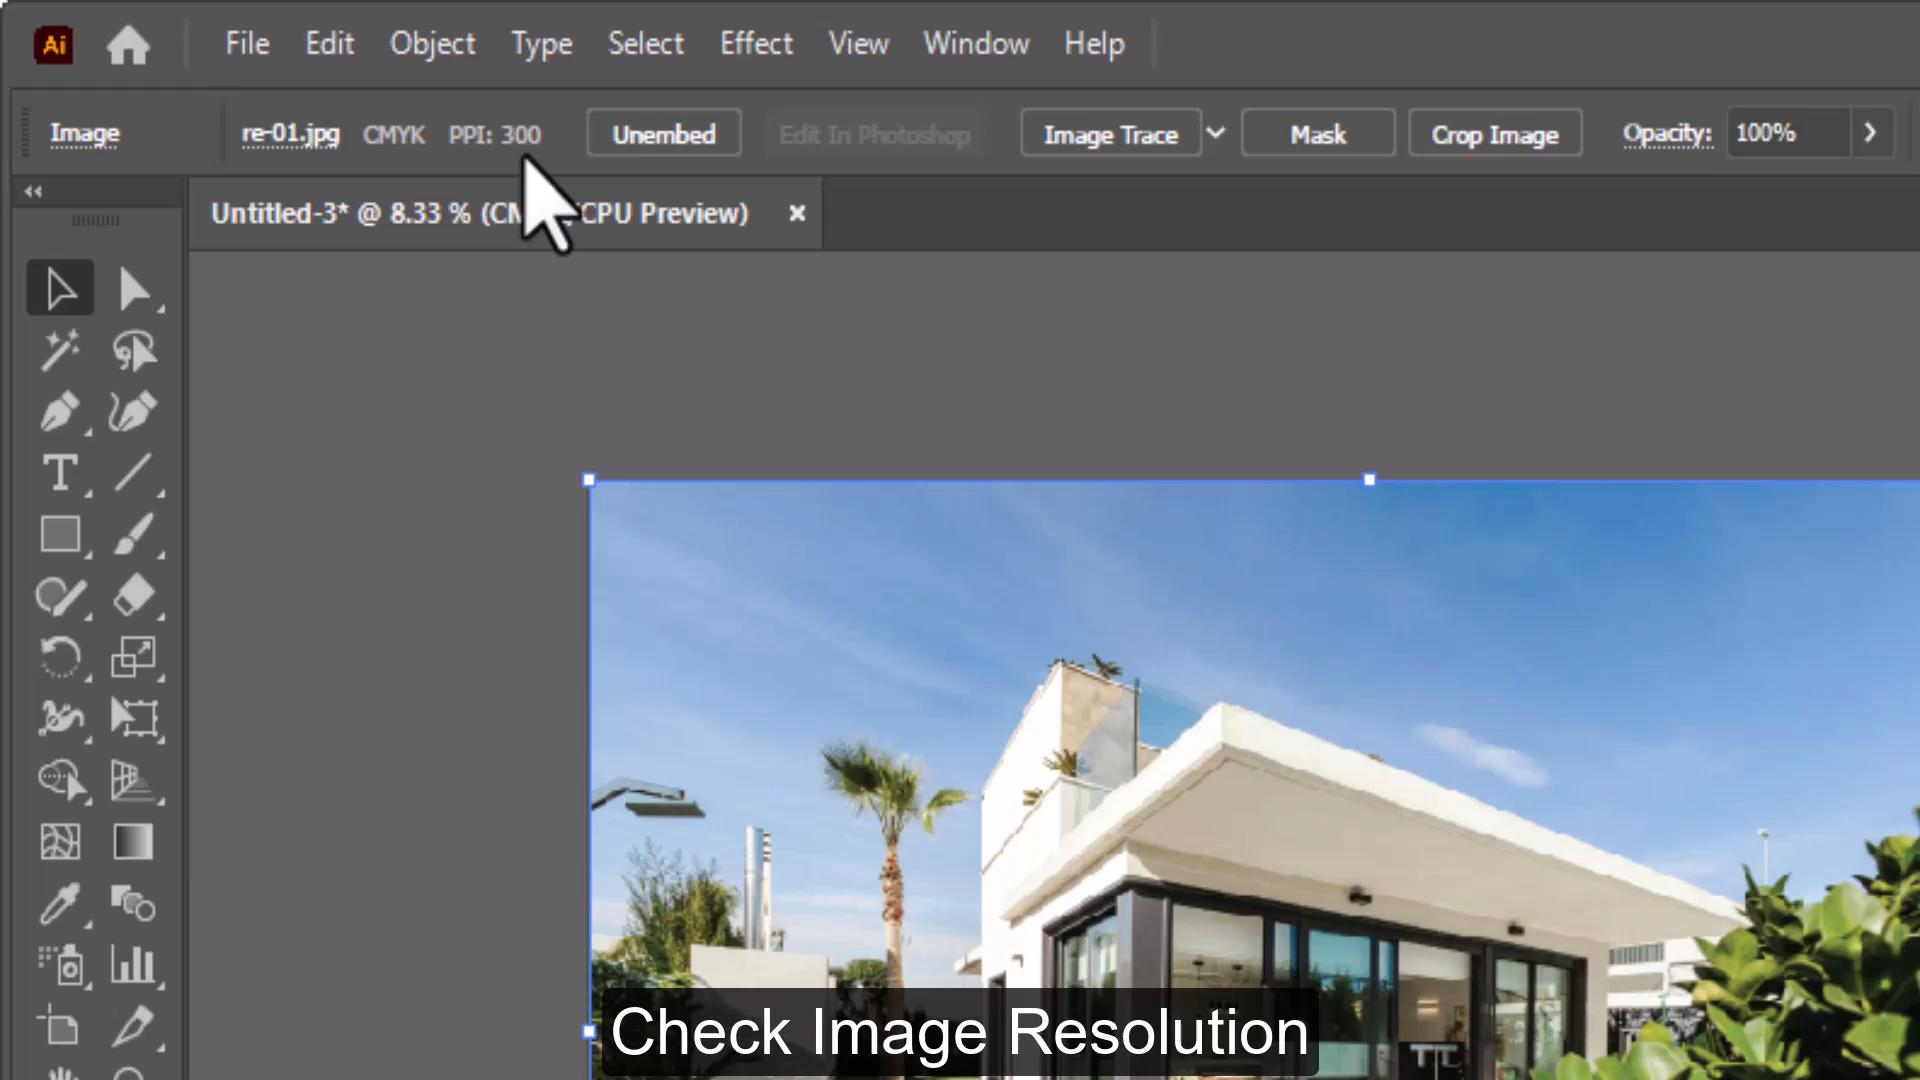 Ai File Edit Object Type Select Effect View Window Help
Image re-01.jpg CMYK PPI: 300 Unembed Edit In Photoshop Image Trace Mask Crop Image Opacity: 100%
Untitled-3* @ 8.33 % (CM CPU Preview)
Check Image Resolution